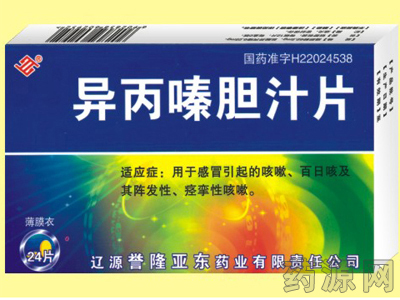 国药准字H22024538
异丙嗪胆汁片
适应症：用于感冒引起的咳嗽、百日咳及
其阵发性、痉挛性咳嗽。
薄膜衣
24片
辽源誉隆亚东药业有限责任公司
药源网